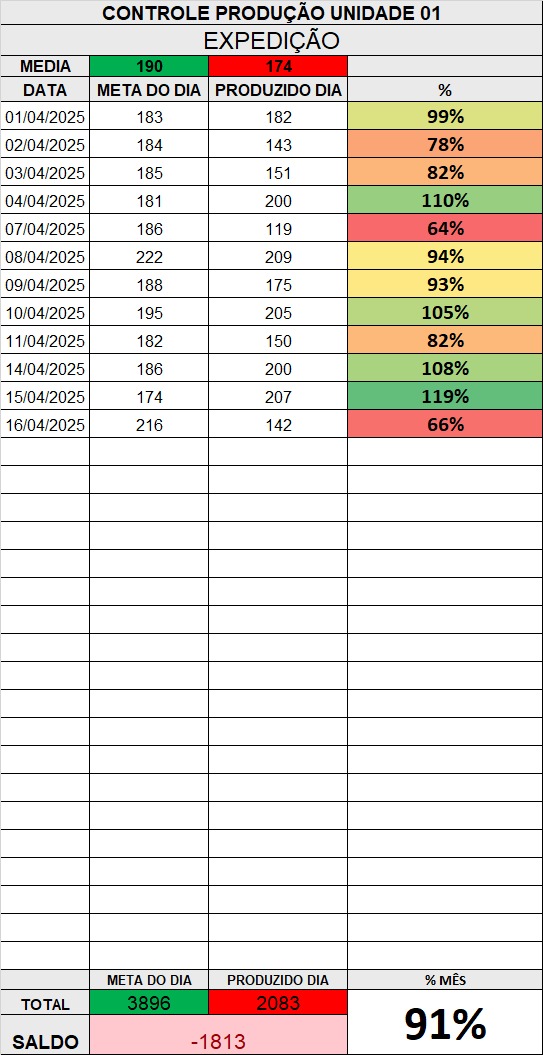 CONTROLE PRODUÇÃO UNIDADE 01
EXPEDIÇÃO
MEDIA 190 174
DATA META DO DIA PRODUZIDO DIA %
01/04/2025 183 182 99%
02/04/2025 184 143 78%
03/04/2025 185 151 82%
04/04/2025 181 200 110%
07/04/2025 186 119 64%
08/04/2025 222 209 94%
09/04/2025 188 175 93%
10/04/2025 195 205 105%
11/04/2025 182 150 82%
14/04/2025 186 200 108%
15/04/2025 174 207 119%
16/04/2025 216 142 66%
META DO DIA PRODUZIDO DIA % MÊS
TOTAL 3896 2083 91%
SALDO -1813